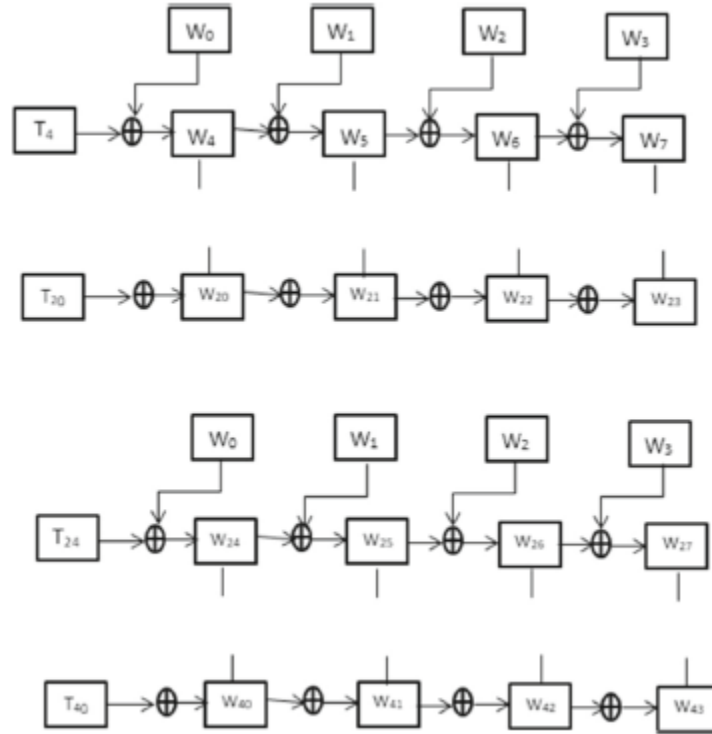 W₀ W₁ W₂ W₃
T₄ W₄ W₅ W₆ W₇
T₂₀ W₂₀ W₂₁ W₂₂ W₂₃
W₀ W₁ W₂ W₃
T₂₄ W₂₄ W₂₅ W₂₆ W₂₇
T₄₀ W₄₀ W₄₁ W₄₂ W₄₃